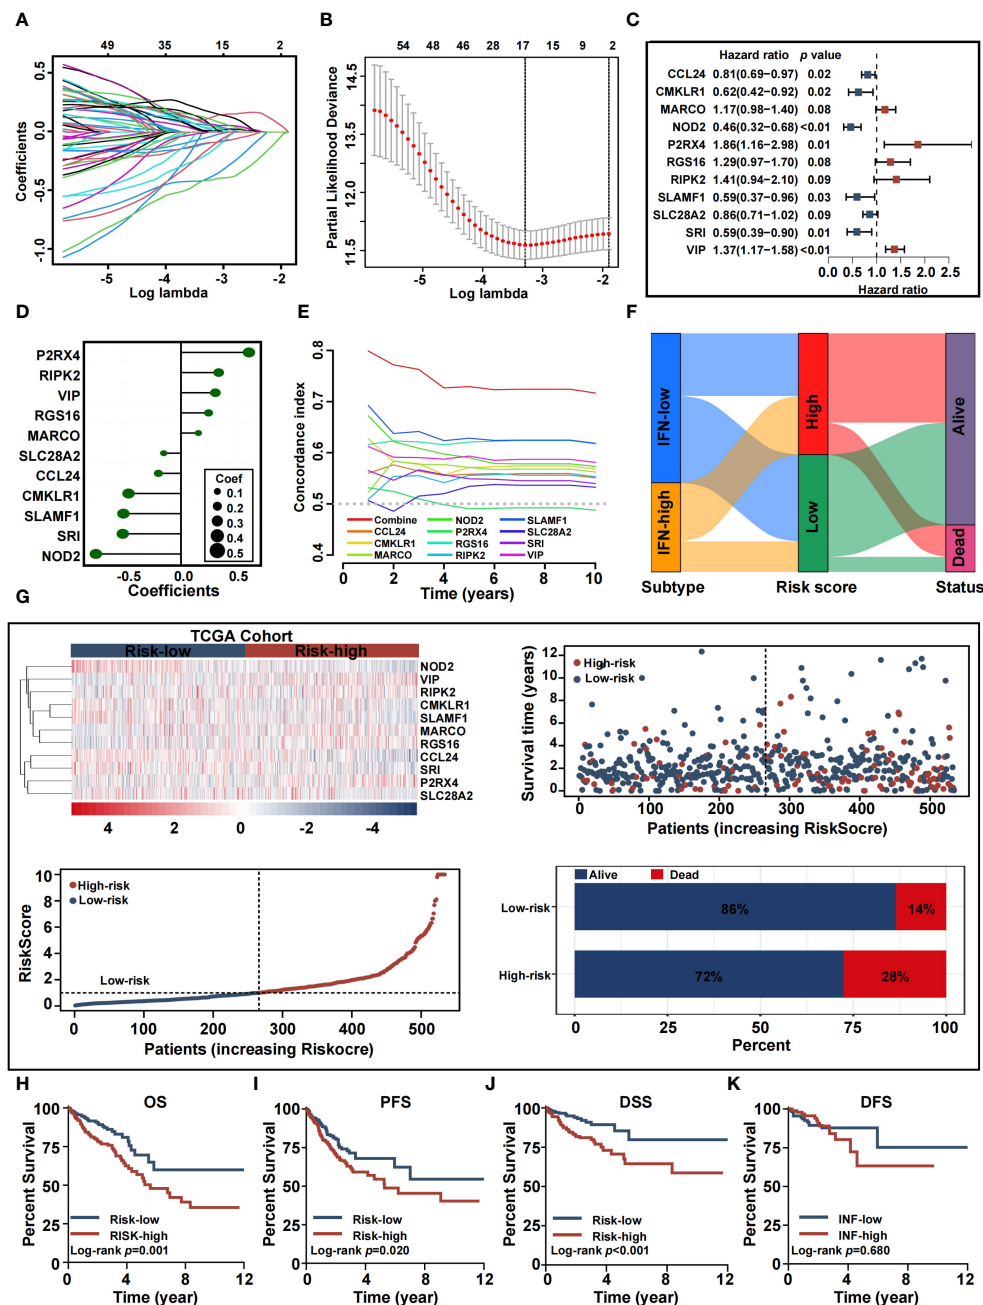 A
49 35 15 2
0.5
0.0
-0.5
-1.0
Coefficients
-5 -4 -3 -2
Log lambda
B
54 48 46 28 17 15 9 2
14.5
13.5
12.0
11.5
Partial Likelihood Deviance
-5 -4 -3 -2
Log lambda
C
Hazard ratio p value
CCL24 0.81(0.69-0.97) 0.02
CMKLR1 0.62(0.42-0.92) 0.02
MARCO 1.17(0.98-1.40) 0.08
NOD2 0.46(0.32-0.68) <0.01
P2RX4 1.86(1.16-2.98) 0.01
RGS16 1.29(0.97-1.70) 0.08
RIPK2 1.41(0.94-2.10) 0.09
SLAMF1 0.59(0.37-0.96) 0.03
SLC28A2 0.86(0.71-1.02) 0.09
SRI 0.59(0.39-0.90) 0.01
VIP 1.37(1.17-1.58) <0.01
0.0 0.5 1.0 1.5 2.0 2.5
Hazard ratio
D
P2RX4
RIPK2
VIP
RGS16
MARCO
SLC28A2
CCL24
CMKLR1
SLAMF1
SRI
NOD2
Coef
0.1
0.2
0.3
0.4
0.5
-0.5 0.0 0.5
Coefficients
E
0.8
0.7
0.6
0.5
0.4
Concordance index
Combine NOD2 SLAMF1
CCL24 P2RX4 SLC28A2
CMKLR1 RGS16 SRI
MARCO RIPK2 VIP
0 2 4 6 8 10
Time (years)
F
IFN-low
IFN-high
High
Low
Alive
Dead
Subtype Risk score Status
G
TCGA Cohort
Risk-low Risk-high
NOD2
VIP
RIPK2
CMKLR1
SLAMF1
MARCO
RGS16
CCL24
SRI
P2RX4
SLC28A2
4 2 0 -2 -4
12
10
8
6
4
2
0
Survival time (years)
High-risk
Low-risk
0 100 200 300 400 500
Patients (increasing RiskSocre)
10
8
6
4
2
0
RiskScore
High-risk
Low-risk
Low-risk
0 100 200 300 400 500
Patients (increasing Riskocre)
Alive Dead
Low-risk 86% 14%
High-risk 72% 28%
0 25 50 75 100
Percent
H
OS
100
75
50
25
0
Percent Survival
Risk-low
RISK-high
Log-rank p=0.001
0 4 8 12
Time (year)
I
PFS
100
75
50
25
0
Percent Survival
Risk-low
Risk-high
Log-rank p=0.020
0 4 8 12
Time (year)
J
DSS
100
75
50
25
0
Percent Survival
Risk-low
Risk-high
Log-rank p<0.001
0 4 8 12
Time (year)
K
DFS
100
75
50
25
0
Percent Survival
INF-low
INF-high
Log-rank p=0.680
0 4 8 12
Time (year)